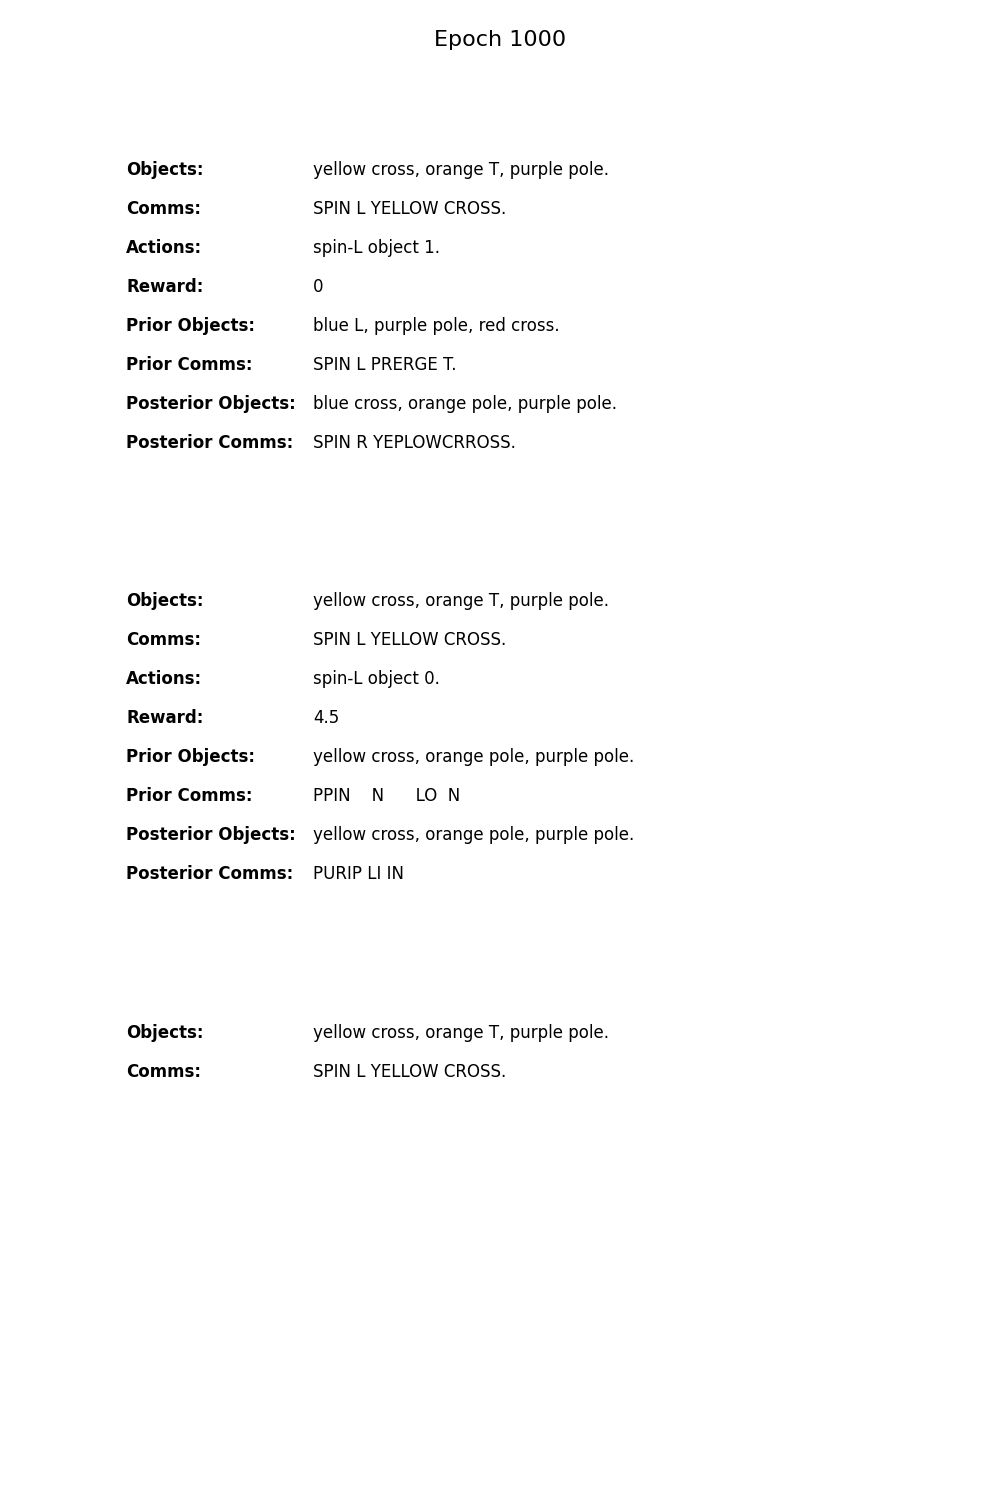 Epoch 1000
Objects: yellow cross, orange T, purple pole.
Comms: SPIN L YELLOW CROSS.
Actions: spin-L object 1.
Reward: 0
Prior Objects: blue L, purple pole, red cross.
Prior Comms: SPIN L PRERGE T.
Posterior Objects: blue cross, orange pole, purple pole.
Posterior Comms: SPIN R YEPLOWCRROSS.
Objects: yellow cross, orange T, purple pole.
Comms: SPIN L YELLOW CROSS.
Actions: spin-L object 0.
Reward: 4.5
Prior Objects: yellow cross, orange pole, purple pole.
Prior Comms: PPIN    N      LO  N
Posterior Objects: yellow cross, orange pole, purple pole.
Posterior Comms: PURIP LI IN
Objects: yellow cross, orange T, purple pole.
Comms: SPIN L YELLOW CROSS.